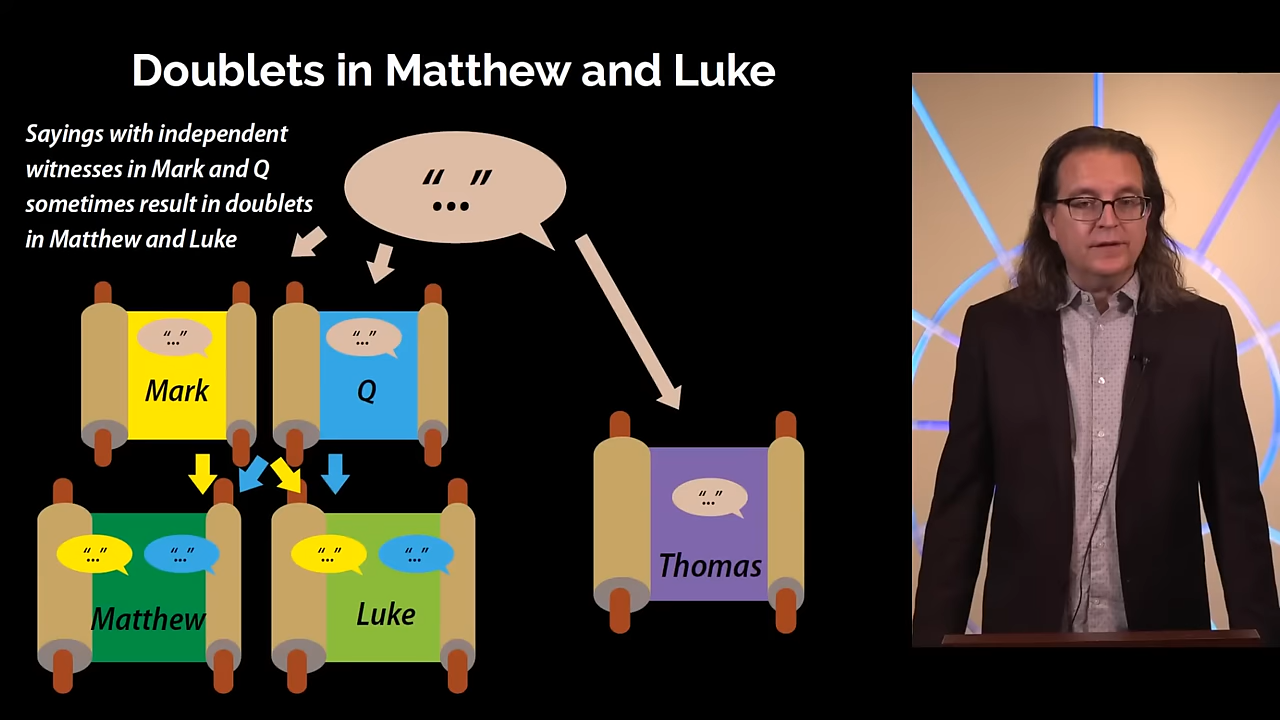 Doublets in Matthew and Luke
Sayings with independent
witnesses in Mark and Q
sometimes result in doublets
in Matthew and Luke
“ ”
...
“ ”
...
“ ”
...
Mark
Q
“ ”
...
Thomas
“ ”
...
“ ”
...
“ ”
...
“ ”
...
Matthew
Luke